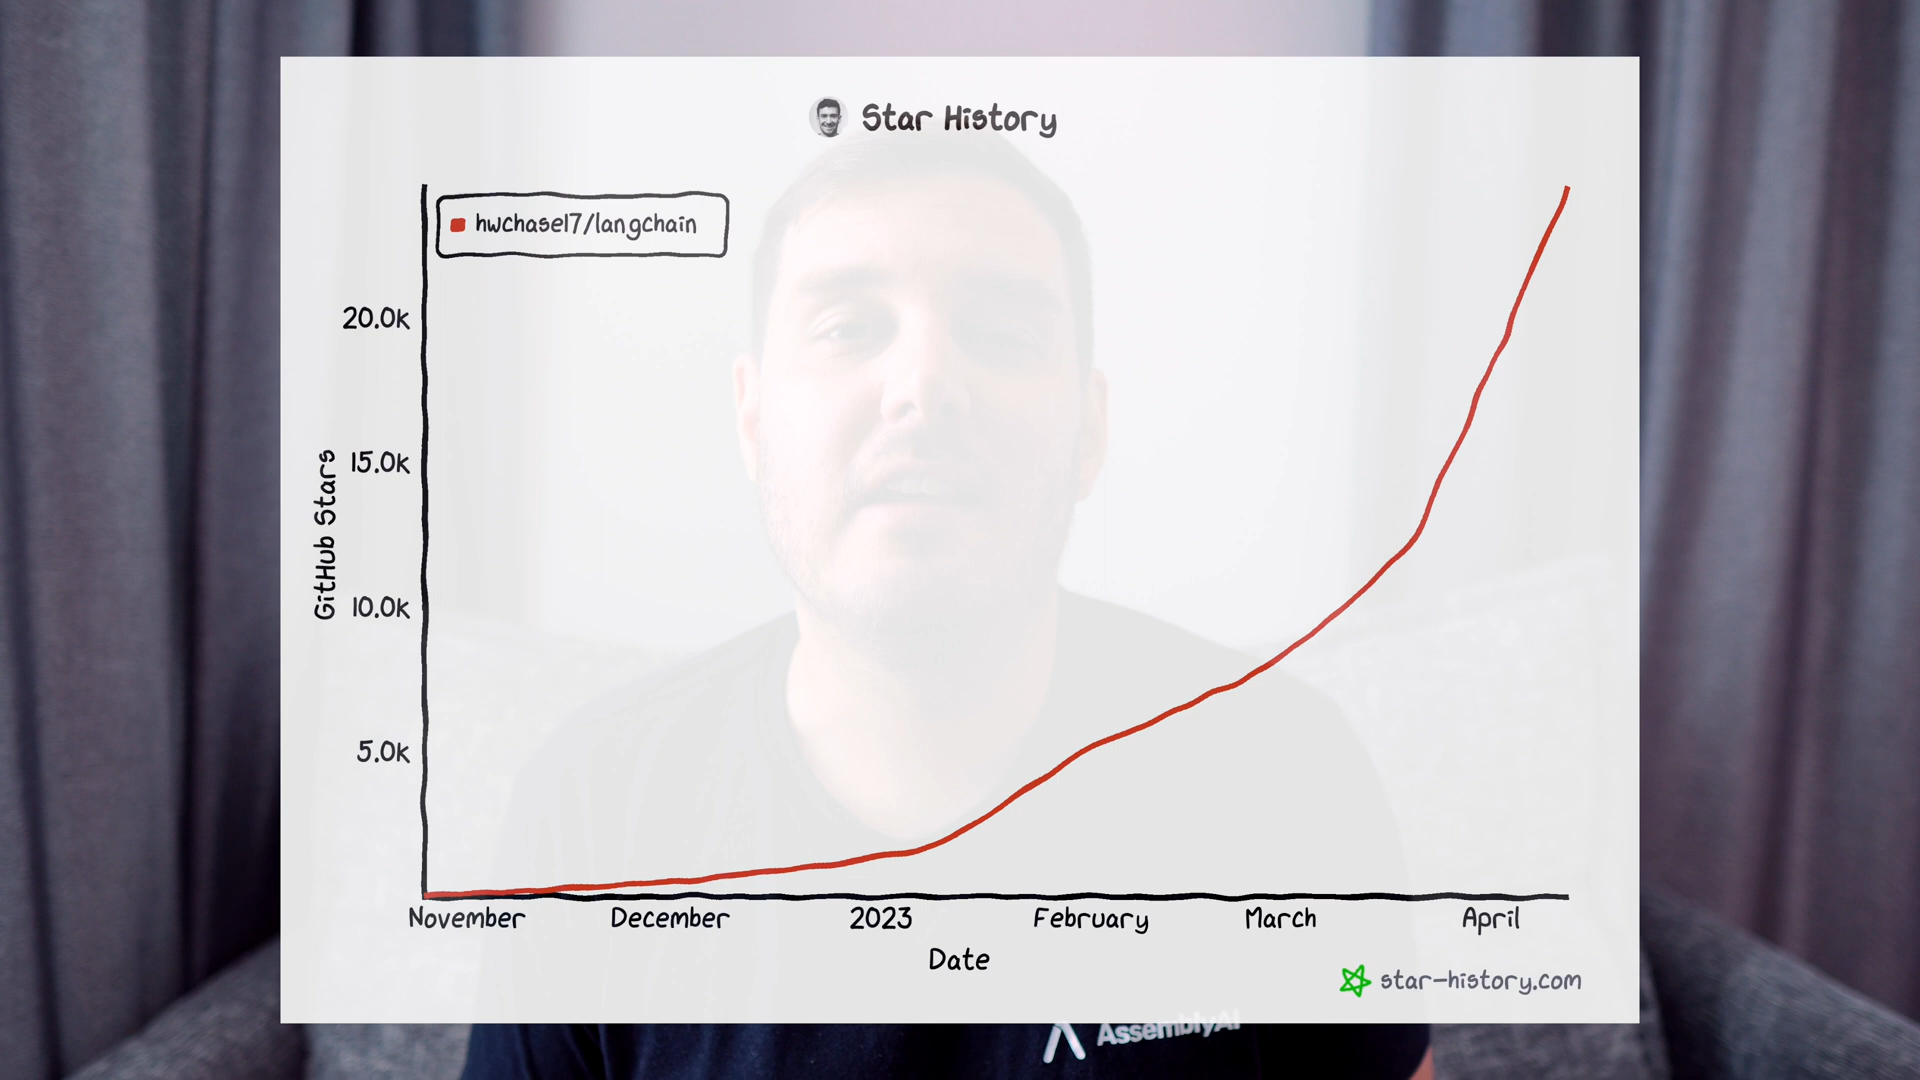 Star History
hwchase17/langchain
20.0k
15.0k
10.0k
5.0k
GitHub Stars
November December 2023 February March April
Date
star-history.com
AssemblyAI